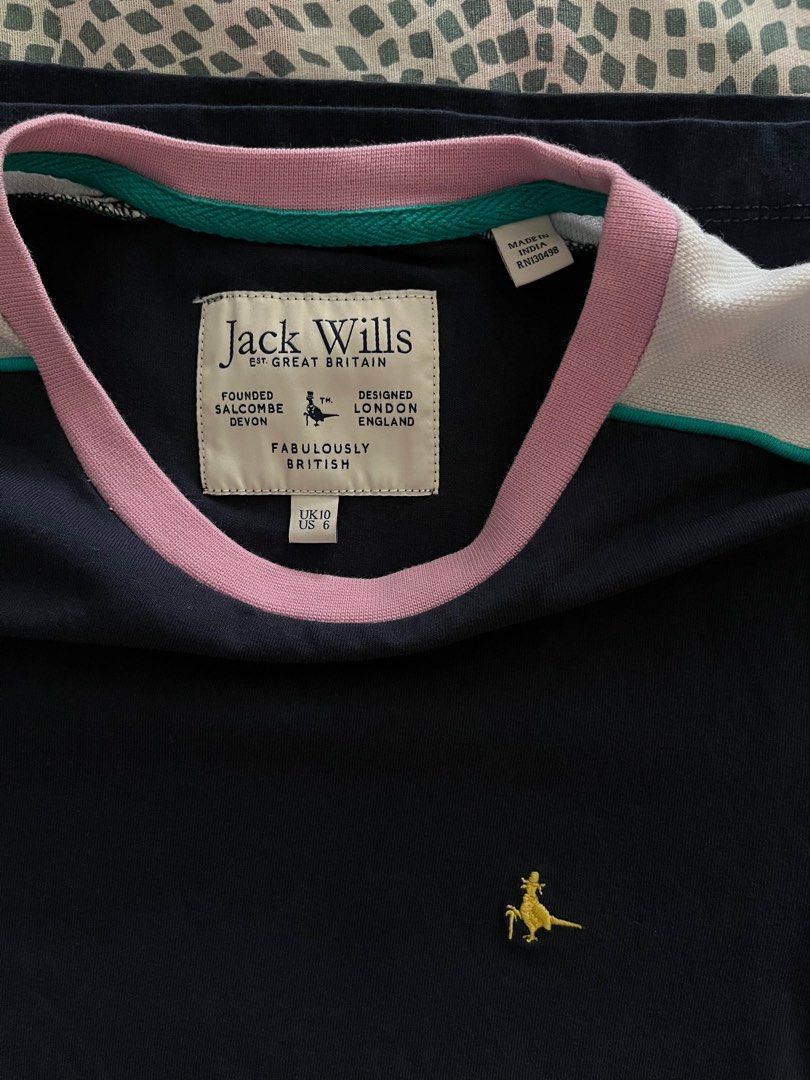 MADE IN
INDIA
RN130498
Jack Wills
EST. GREAT BRITAIN
FOUNDED
SALCOMBE
DEVON
TM.
DESIGNED
LONDON
ENGLAND
FABULOUSLY
BRITISH
UK10
US 6